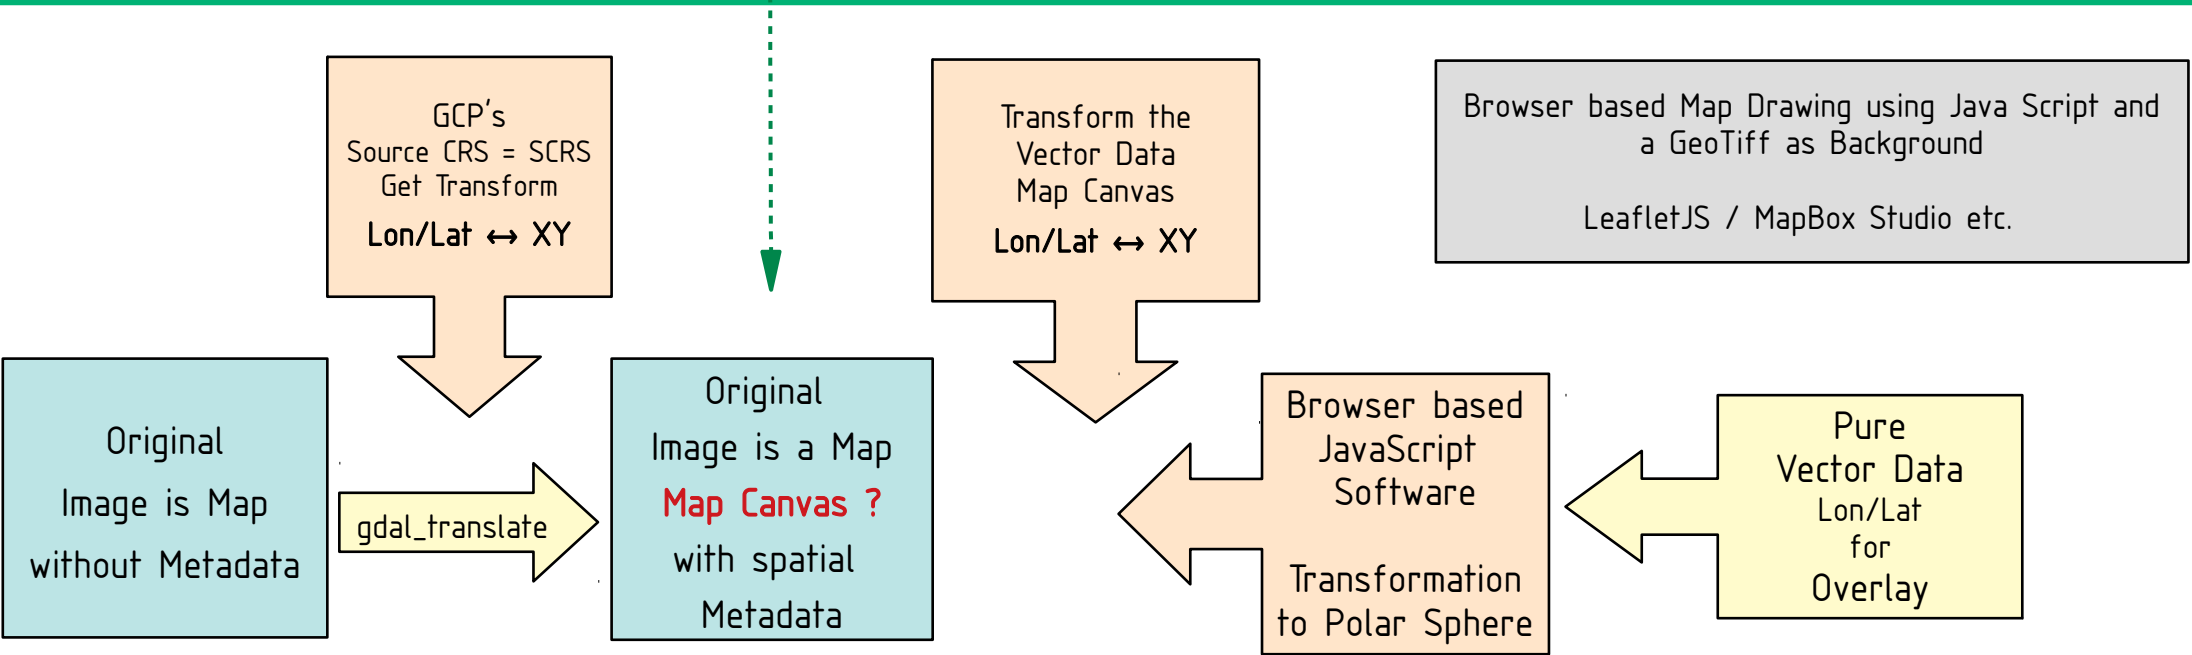 GCP's
Source CRS = SCRS
Get Transform
Lon/Lat ↔ XY
Transform the
Vector Data
Map Canvas
Lon/Lat ↔ XY
Browser based Map Drawing using Java Script and
a GeoTiff as Background
LeafletJS / MapBox Studio etc.
Original
Image is Map
without Metadata
gdal_translate
Original
Image is a Map
Map Canvas ?
with spatial
Metadata
Browser based
JavaScript
Software
Transformation
to Polar Sphere
Pure
Vector Data
Lon/Lat
for
Overlay